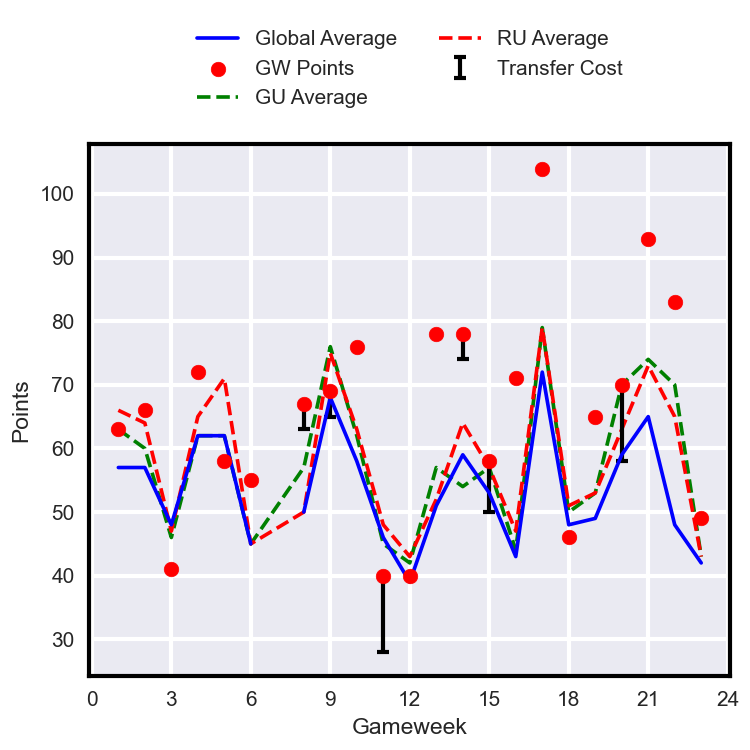 Global Average
GW Points
GU Average
RU Average
Transfer Cost
100
90
80
70
60
50
40
30
Points
0 3 6 9 12 15 18 21 24
Gameweek